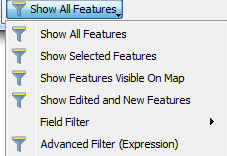 Show All Features
Show All Features
Show Selected Features
Show Features Visible On Map
Show Edited and New Features
Field Filter
Advanced Filter (Expression)